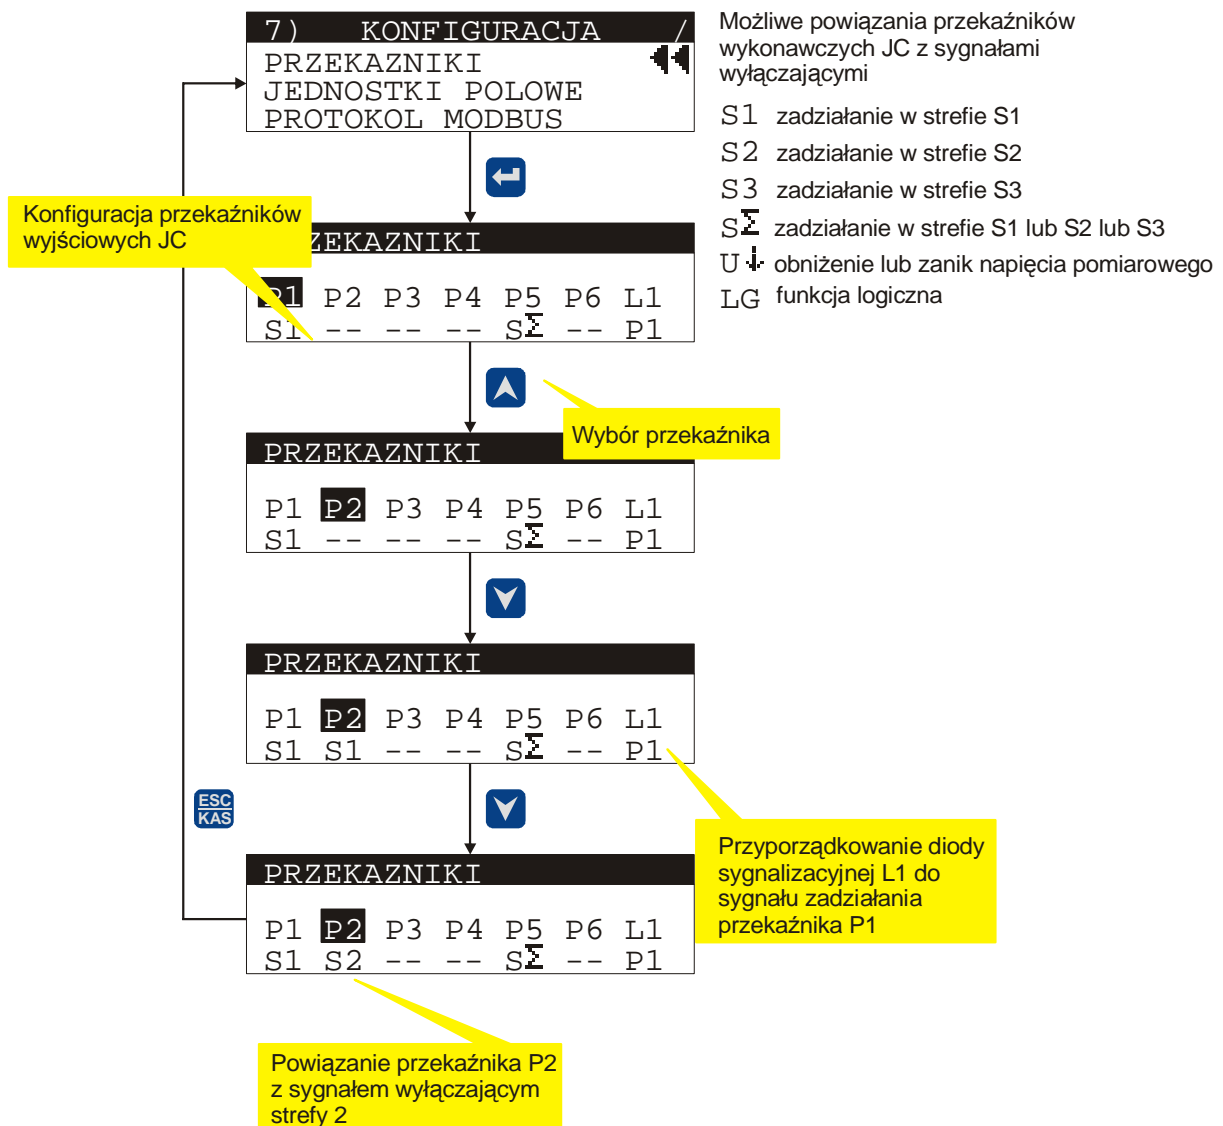 7) KONFIGURACJA /
PRZEKAZNIKI
JEDNOSTKI POLOWE
PROTOKOL MODBUS
Możliwe powiązania przekaźników
wykonawczych JC z sygnałami
wyłączającymi
S1 zadziałanie w strefie S1
S2 zadziałanie w strefie S2
S3 zadziałanie w strefie S3
SΣ zadziałanie w strefie S1 lub S2 lub S3
U↓ obniżenie lub zanik napięcia pomiarowego
LG funkcja logiczna
Konfiguracja przekaźników
wyjściowych JC
EKAZNIKI
P1 P2 P3 P4 P5 P6 L1
S1 -- -- -- SΣ -- P1
Wybór przekaźnika
PRZEKAZNIKI
P1 P2 P3 P4 P5 P6 L1
S1 -- -- -- SΣ -- P1
PRZEKAZNIKI
P1 P2 P3 P4 P5 P6 L1
S1 S1 -- -- SΣ -- P1
ESC
KAS
Przyporządkowanie diody
sygnalizacyjnej L1 do
sygnału zadziałania
przekaźnika P1
PRZEKAZNIKI
P1 P2 P3 P4 P5 P6 L1
S1 S2 -- -- SΣ -- P1
Powiązanie przekaźnika P2
z sygnałem wyłączającym
strefy 2